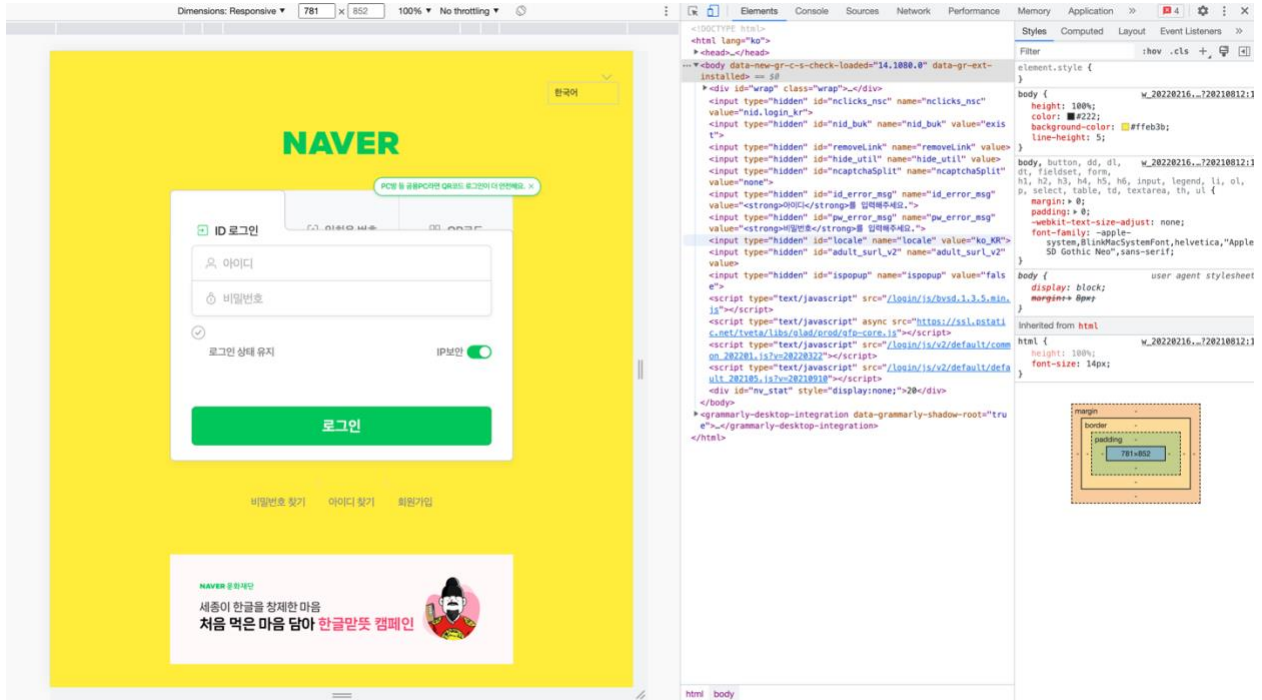 Dimensions: Responsive ▼ 781 × 852 100% ▼ No throttling ▼
한국어
NAVER
PC방 등 공용PC라면 QR코드 로그인이 더 안전해요. ×
ID 로그인
아이디
비밀번호
로그인 상태 유지 IP보안
로그인
비밀번호 찾기 아이디 찾기 회원가입
NAVER 문화재단
세종이 한글을 창제한 마음
처음 먹은 마음 담아 한글맏뜻 캠페인
Elements Console Sources Network Performance Memory Application » 4
<!DOCTYPE html>
<html lang="ko">
▶<head>…</head>
…▼<body data-new-gr-c-s-check-loaded="14.1080.0" data-gr-ext-
installed> == $0
▶<div id="wrap" class="wrap">…</div>
<input type="hidden" id="nclicks_nsc" name="nclicks_nsc"
value="nid.login_kr">
<input type="hidden" id="nid_buk" name="nid_buk" value="exis
t">
<input type="hidden" id="removeLink" name="removeLink" value>
<input type="hidden" id="hide_util" name="hide_util" value>
<input type="hidden" id="ncaptchaSplit" name="ncaptchaSplit"
value="none">
<input type="hidden" id="id_error_msg" name="id_error_msg"
value="<strong>아이디</strong>를 입력해주세요.">
<input type="hidden" id="pw_error_msg" name="pw_error_msg"
value="<strong>비밀번호</strong>를 입력해주세요.">
<input type="hidden" id="locale" name="locale" value="ko_KR">
<input type="hidden" id="adult_surl_v2" name="adult_surl_v2"
value>
<input type="hidden" id="ispopup" name="ispopup" value="fals
e">
<script type="text/javascript" src="/login/js/bvsd.1.3.5.min.
js"></script>
<script type="text/javascript" async src="https://ssl.pstati
c.net/tveta/libs/glad/prod/gfp-core.js"></script>
<script type="text/javascript" src="/login/js/v2/default/comm
on_202201.js?v=20220322"></script>
<script type="text/javascript" src="/login/js/v2/default/defa
ult_202105.js?v=20210910"></script>
<div id="nv_stat" style="display:none;">20</div>
</body>
▶<grammarly-desktop-integration data-grammarly-shadow-root="tru
e">…</grammarly-desktop-integration>
</html>
html body
Styles Computed Layout Event Listeners »
Filter :hov .cls +
element.style {
}
body { w_20220216.…?20210812:1
height: 100%;
color: #222;
background-color: #ffeb3b;
line-height: 5;
}
body, button, dd, dl, w_20220216.…?20210812:1
dt, fieldset, form,
h1, h2, h3, h4, h5, h6, input, legend, li, ol,
p, select, table, td, textarea, th, ul {
margin:▶ 0;
padding:▶ 0;
-webkit-text-size-adjust: none;
font-family: -apple-
system,BlinkMacSystemFont,helvetica,"Apple
SD Gothic Neo",sans-serif;
}
body { user agent stylesheet
display: block;
margin:▶ 8px;
}
Inherited from html
html { w_20220216.…?20210812:1
height: 100%;
font-size: 14px;
}
margin -
border -
padding -
781×852